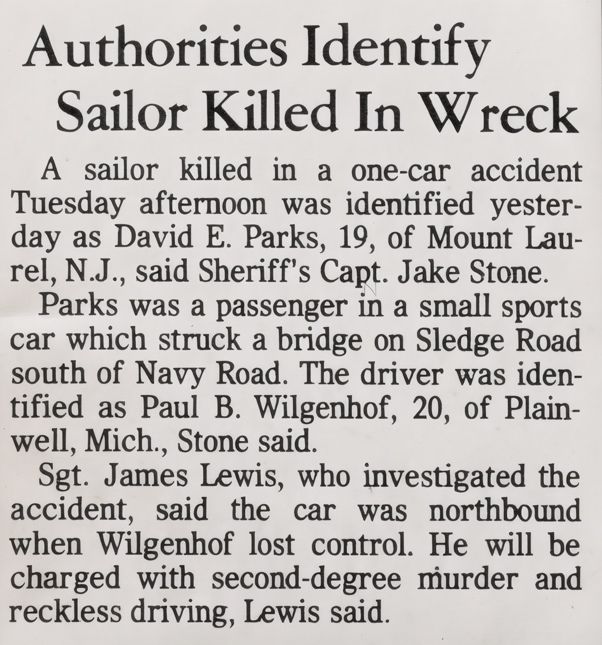 Authorities Identify
Sailor Killed In Wreck
A sailor killed in a one-car accident
Tuesday afternoon was identified yester-
day as David E. Parks, 19, of Mount Lau-
rel, N.J., said Sheriff's Capt. Jake Stone.
Parks was a passenger in a small sports
car which struck a bridge on Sledge Road
south of Navy Road. The driver was iden-
tified as Paul B. Wilgenhof, 20, of Plain-
well, Mich., Stone said.
Sgt. James Lewis, who investigated the
accident, said the car was northbound
when Wilgenhof lost control. He will be
charged with second-degree murder and
reckless driving, Lewis said.